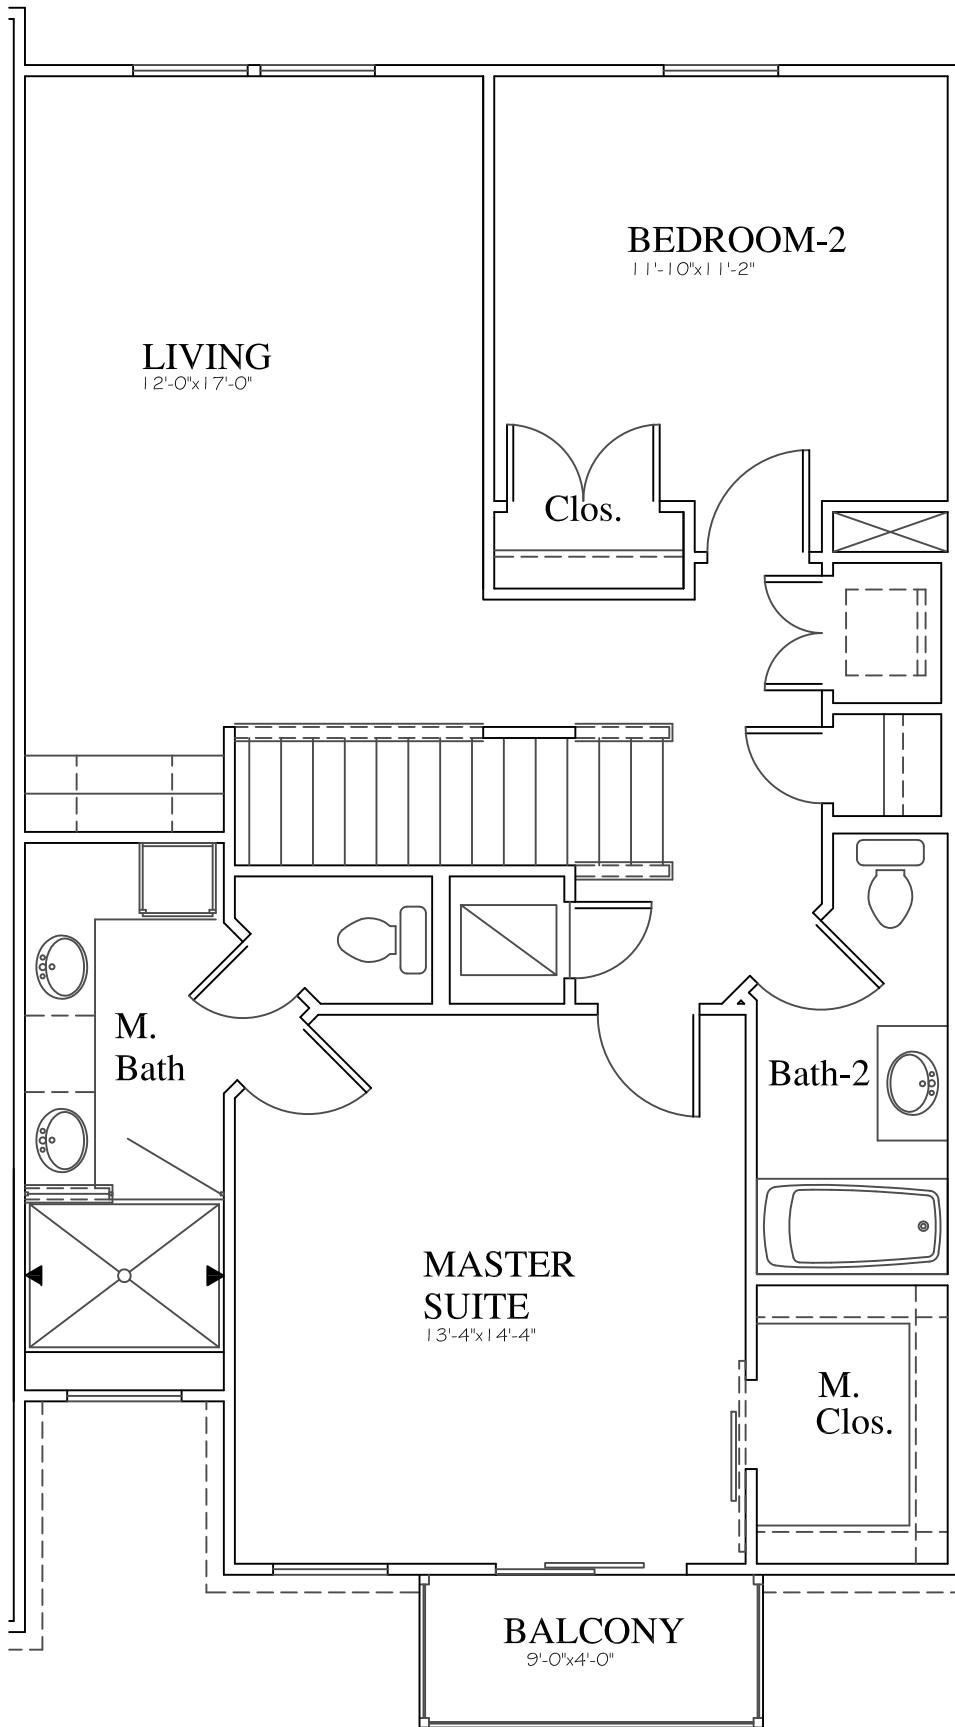 BEDROOM-2
11'-10"x11'-2"
LIVING
12'-0"x17'-0"
Clos.
M.
Bath
Bath-2
MASTER
SUITE
13'-4"x14'-4"
M.
Clos.
BALCONY
9'-0"x4'-0"